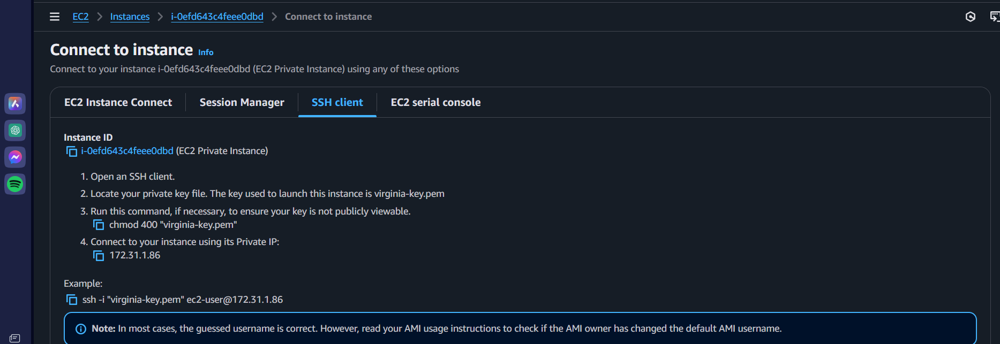 EC2 > Instances > i-0efd643c4feee0dbd > Connect to instance
Connect to instance Info
Connect to your instance i-0efd643c4feee0dbd (EC2 Private Instance) using any of these options
EC2 Instance Connect Session Manager SSH client EC2 serial console
Instance ID
i-0efd643c4feee0dbd (EC2 Private Instance)
1. Open an SSH client.
2. Locate your private key file. The key used to launch this instance is virginia-key.pem
3. Run this command, if necessary, to ensure your key is not publicly viewable.
chmod 400 "virginia-key.pem"
4. Connect to your instance using its Private IP:
172.31.1.86
Example:
ssh -i "virginia-key.pem" ec2-user@172.31.1.86
Note: In most cases, the guessed username is correct. However, read your AMI usage instructions to check if the AMI owner has changed the default AMI username.